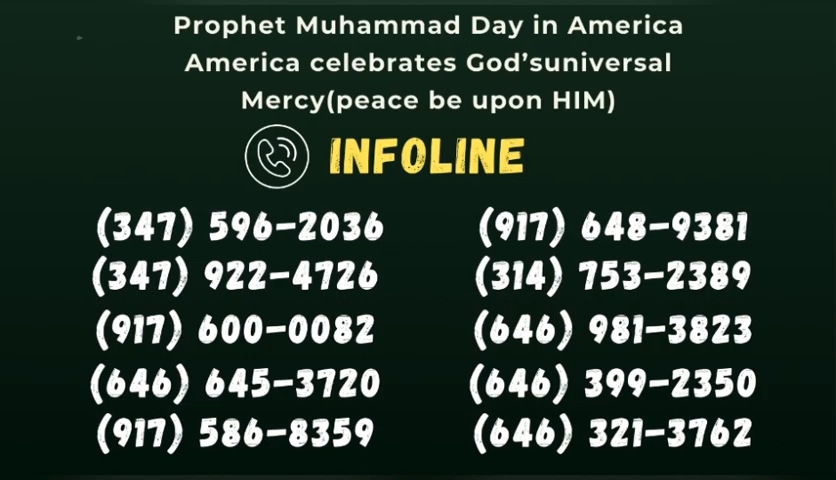 Prophet Muhammad Day in America
America celebrates God’suniversal
Mercy(peace be upon HIM)
INFOLINE
(347) 596-2036 (917) 648-9381
(347) 922-4726 (314) 753-2389
(917) 600-0082 (646) 981-3823
(646) 645-3720 (646) 399-2350
(917) 586-8359 (646) 321-3762